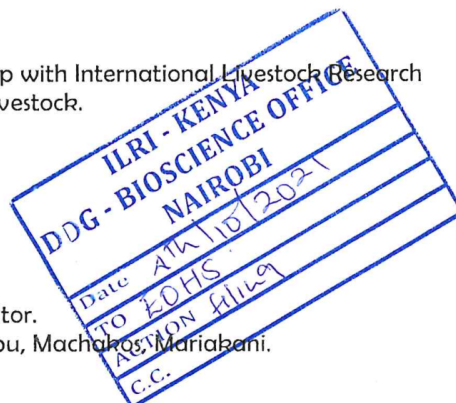 p with International Livestock Research
vestock.
ILRI - KENYA
DDG - BIOSCIENCE OFFICE
NAIROBI
Date 4th/10/2021
TO EOHS.
ACTION filing
C.C.
tor.
ou, Machakos, Mariakani.